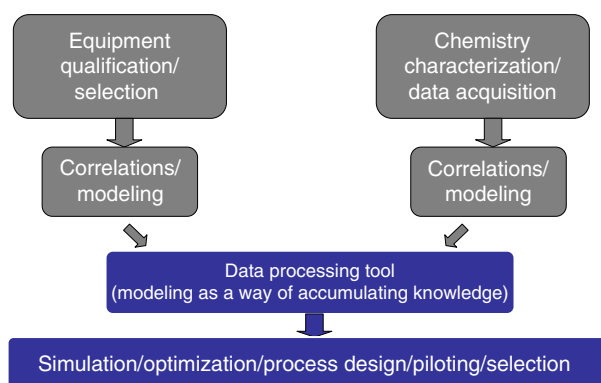 Equipment
qualification/
selection
Chemistry
characterization/
data acquisition
Correlations/
modeling
Correlations/
modeling
Data processing tool
(modeling as a way of accumulating knowledge)
Simulation/optimization/process design/piloting/selection